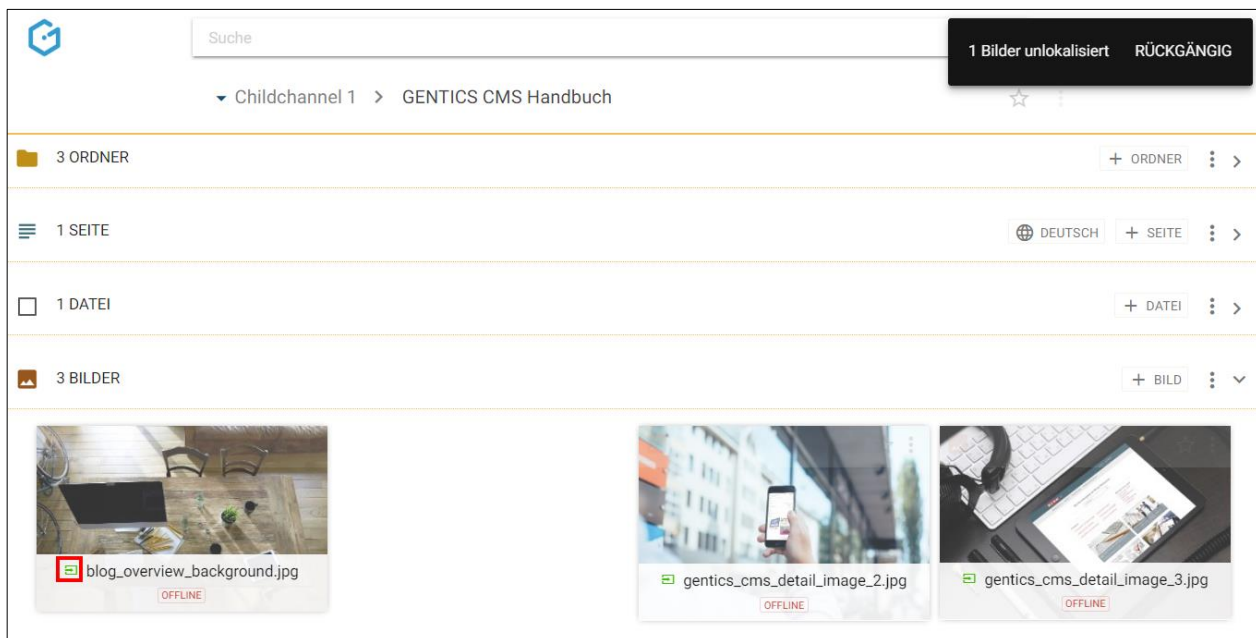 Suche
1 Bilder unlokalisiert RÜCKGÄNGIG
Childchannel 1 > GENTICS CMS Handbuch
3 ORDNER + ORDNER
1 SEITE DEUTSCH + SEITE
1 DATEI + DATEI
3 BILDER + BILD
blog_overview_background.jpg
OFFLINE
gentics_cms_detail_image_2.jpg
OFFLINE
gentics_cms_detail_image_3.jpg
OFFLINE